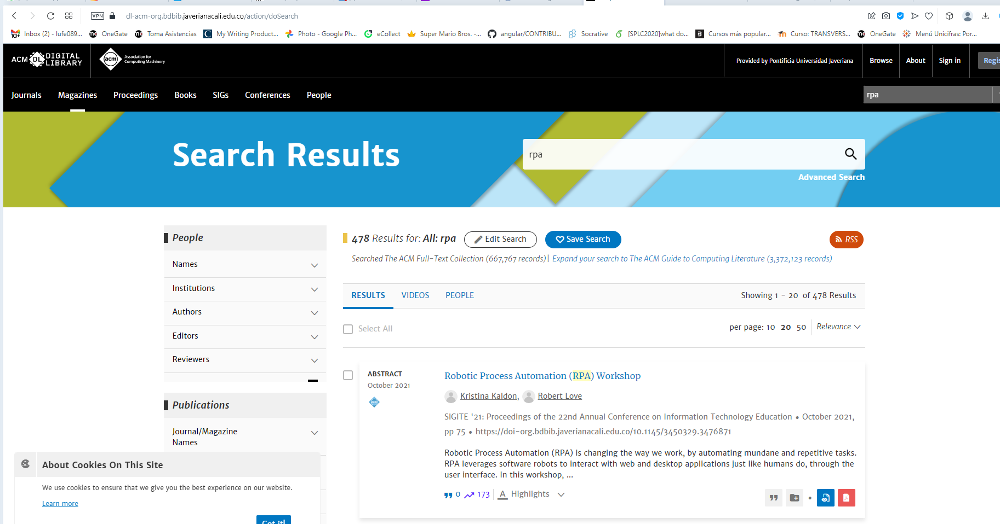 VPN dl-acm-org.bdbib.javerianacali.edu.co/action/doSearch
10+ Inbox (2) - lufe089... OneGate Toma Asistencias My Writing Product... Photo - Google Ph... eCollect Super Mario Bros. -... angular/CONTRIBU... Socrative [SPLC2020]what do... Cursos más popular... Curso: TRANSVERS... OneGate Menú Unicifras: Por...
ACM DL DIGITAL LIBRARY
acm Association for Computing Machinery
Provided by Pontificia Universidad Javeriana Browse About Sign in Regis
Journals Magazines Proceedings Books SIGs Conferences People rpa
Search Results
rpa
Advanced Search
People
Names
Institutions
Authors
Editors
Reviewers
Publications
Journal/Magazine
Names
478 Results for: All: rpa Edit Search Save Search RSS
Searched The ACM Full-Text Collection (667,767 records) | Expand your search to The ACM Guide to Computing Literature (3,372,123 records)
RESULTS VIDEOS PEOPLE Showing 1 - 20 of 478 Results
Select All per page: 10 20 50 Relevance
ABSTRACT
October 2021
Robotic Process Automation (RPA) Workshop
Kristina Kaldon, Robert Love
SIGITE '21: Proceedings of the 22nd Annual Conference on Information Technology Education • October 2021,
pp 75 • https://doi-org.bdbib.javerianacali.edu.co/10.1145/3450329.3476871
Robotic Process Automation (RPA) is changing the way we work, by automating mundane and repetitive tasks.
RPA leverages software robots to interact with web and desktop applications just like humans do, through the
user interface. In this workshop, ...
0 173 A Highlights
About Cookies On This Site
We use cookies to ensure that we give you the best experience on our website.
Learn more
Got it!